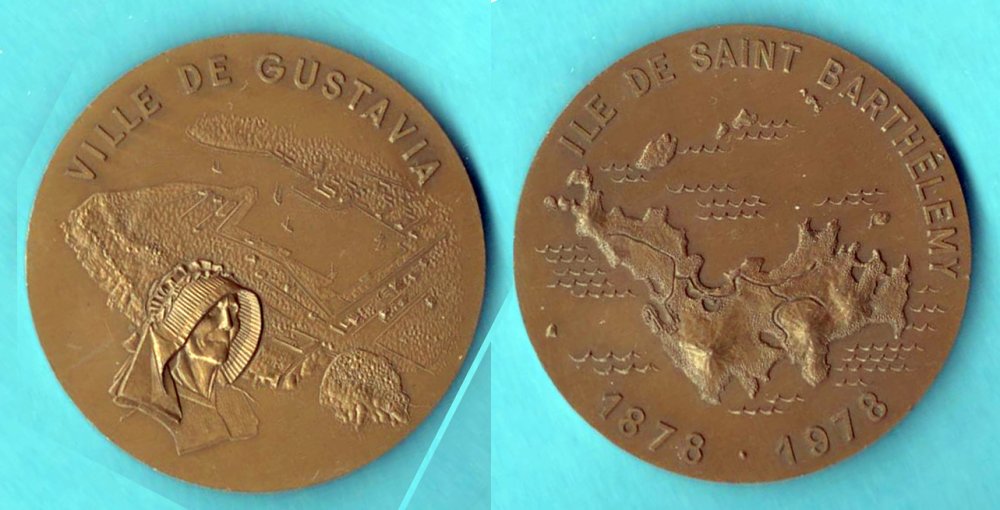 VILLE DE GUSTAVIA
ILE DE SAINT BARTHÉLEMY
1878 · 1978